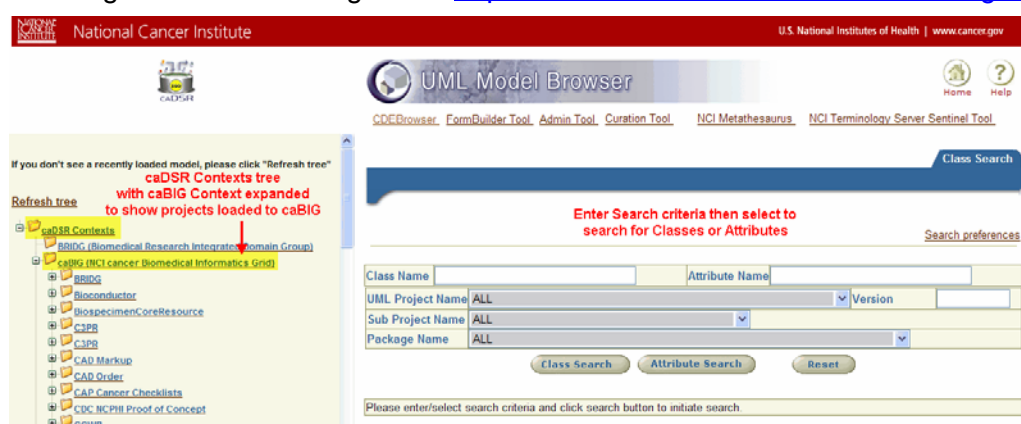 NATIONAL CANCER INSTITUTE
National Cancer Institute
U.S. National Institutes of Health | www.cancer.gov
caDSR
UML Model Browser
Home Help
CDEBrowser FormBuilder Tool Admin Tool Curation Tool NCI Metathesaurus NCI Terminology Server Sentinel Tool
If you don't see a recently loaded model, please click "Refresh tree"
Class Search
caDSR Contexts tree
with caBIG Context expanded
to show projects loaded to caBIG
Refresh tree
Enter Search criteria then select to
search for Classes or Attributes
Search preferences
caDSR Contexts
BRIDG (Biomedical Research Integrated Domain Group)
caBIG (NCI cancer Biomedical Informatics Grid)
BRIDG
Bioconductor
BiospecimenCoreResource
C3PR
C3PR
CAD Markup
CAD Order
CAP Cancer Checklists
CDC NCPHI Proof of Concept
Class Name Attribute Name
UML Project Name ALL Version
Sub Project Name ALL
Package Name ALL
Class Search Attribute Search Reset
Please enter/select search criteria and click search button to initiate search.